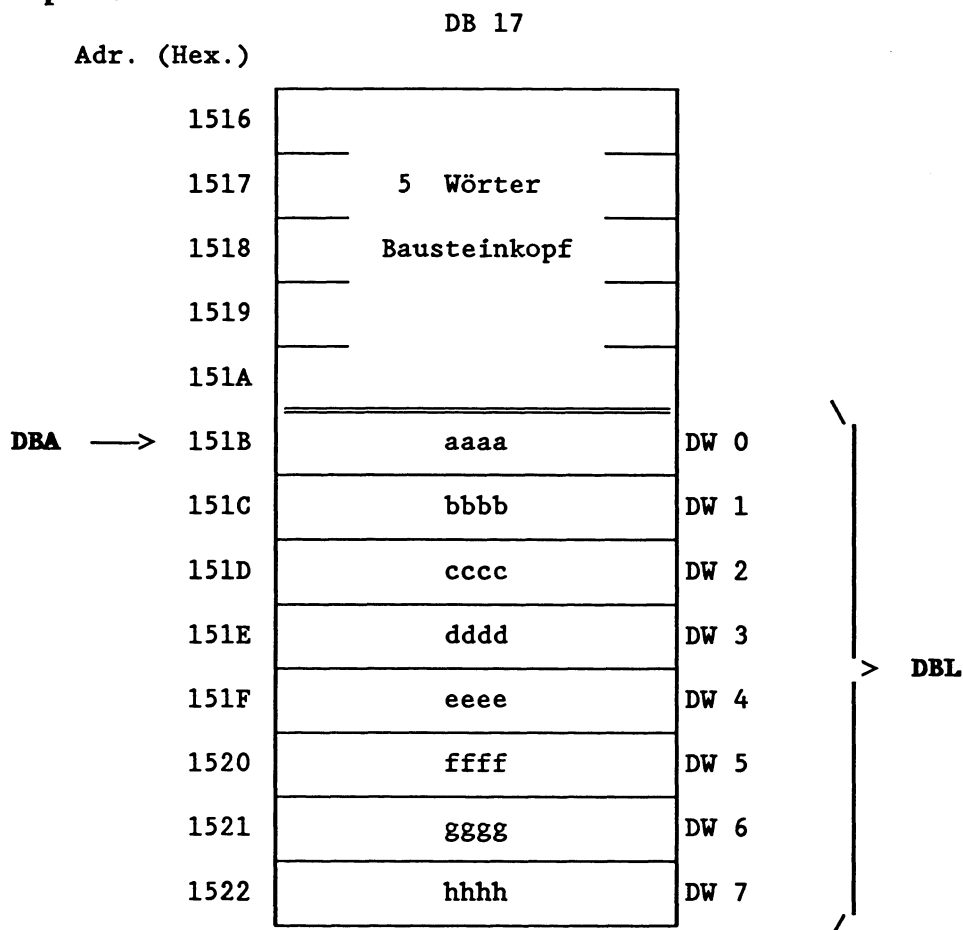 DB 17
Adr. (Hex.)
1516
1517 5 Wörter
1518 Bausteinkopf
1519
151A
DBA ──> 151B aaaa DW 0
151C bbbb DW 1
151D cccc DW 2
151E dddd DW 3
> DBL
151F eeee DW 4
1520 ffff DW 5
1521 gggg DW 6
1522 hhhh DW 7